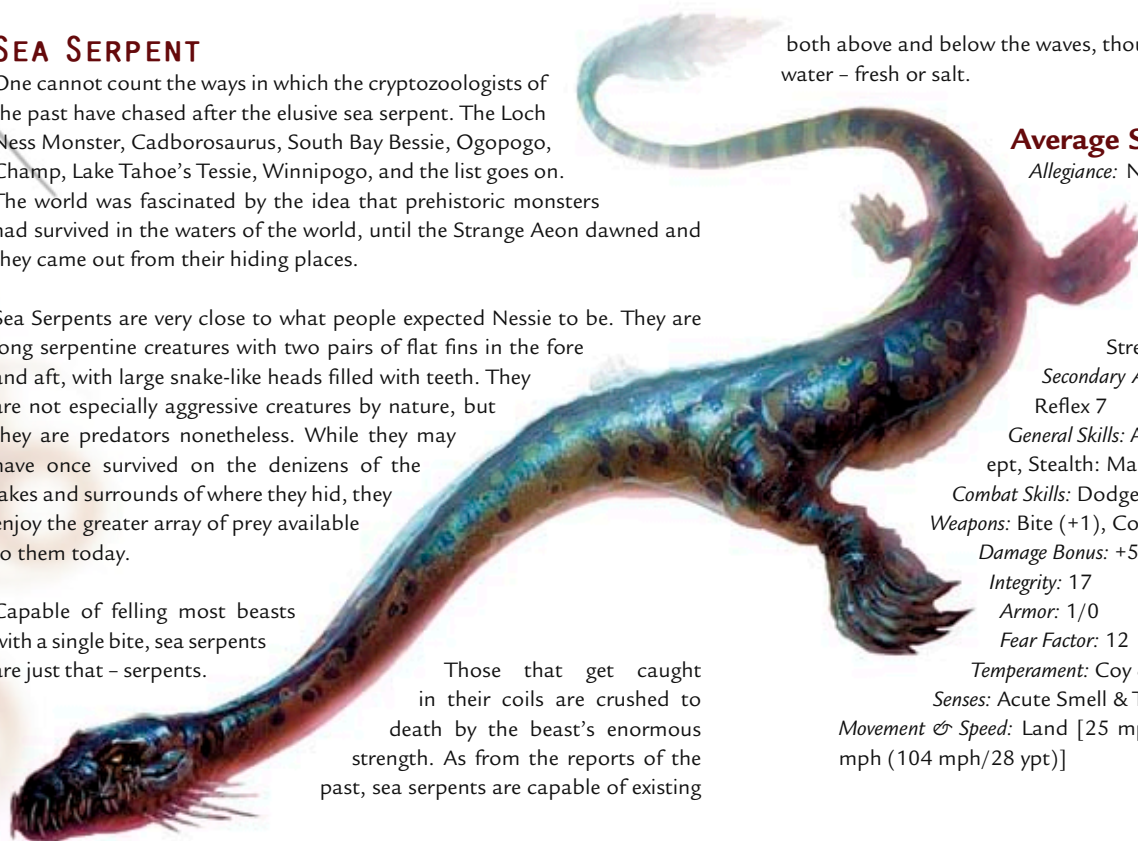 SEA SERPENT
One cannot count the ways in which the cryptozoologists of
he past have chased after the elusive sea serpent. The Loch
Ness Monster, Cadborosaurus, South Bay Bessie, Ogopogo,
Champ, Lake Tahoe's Tessie, Winnipogo, and the list goes on.
The world was fascinated by the idea that prehistoric monsters
had survived in the waters of the world, until the Strange Aeon dawned and
hey came out from their hiding places.
Sea Serpents are very close to what people expected Nessie to be. They are
ong serpentine creatures with two pairs of flat fins in the fore
and aft, with large snake-like heads filled with teeth. They
are not especially aggressive creatures by nature, but
hey are predators nonetheless. While they may
have once survived on the denizens of the
akes and surrounds of where they hid, they
enjoy the greater array of prey available
o them today.
Capable of felling most beasts
with a single bite, sea serpents
are just that – serpents.
Those that get caught
in their coils are crushed to
death by the beast's enormous
strength. As from the reports of the
past, sea serpents are capable of existing
both above and below the waves, thou
water – fresh or salt.
Average S
Allegiance: N
Stre
Secondary A
Reflex 7
General Skills: A
ept, Stealth: Ma
Combat Skills: Dodge
Weapons: Bite (+1), Co
Damage Bonus: +5
Integrity: 17
Armor: 1/0
Fear Factor: 12
Temperament: Coy
Senses: Acute Smell & T
Movement & Speed: Land [25 mp
mph (104 mph/28 ypt)]